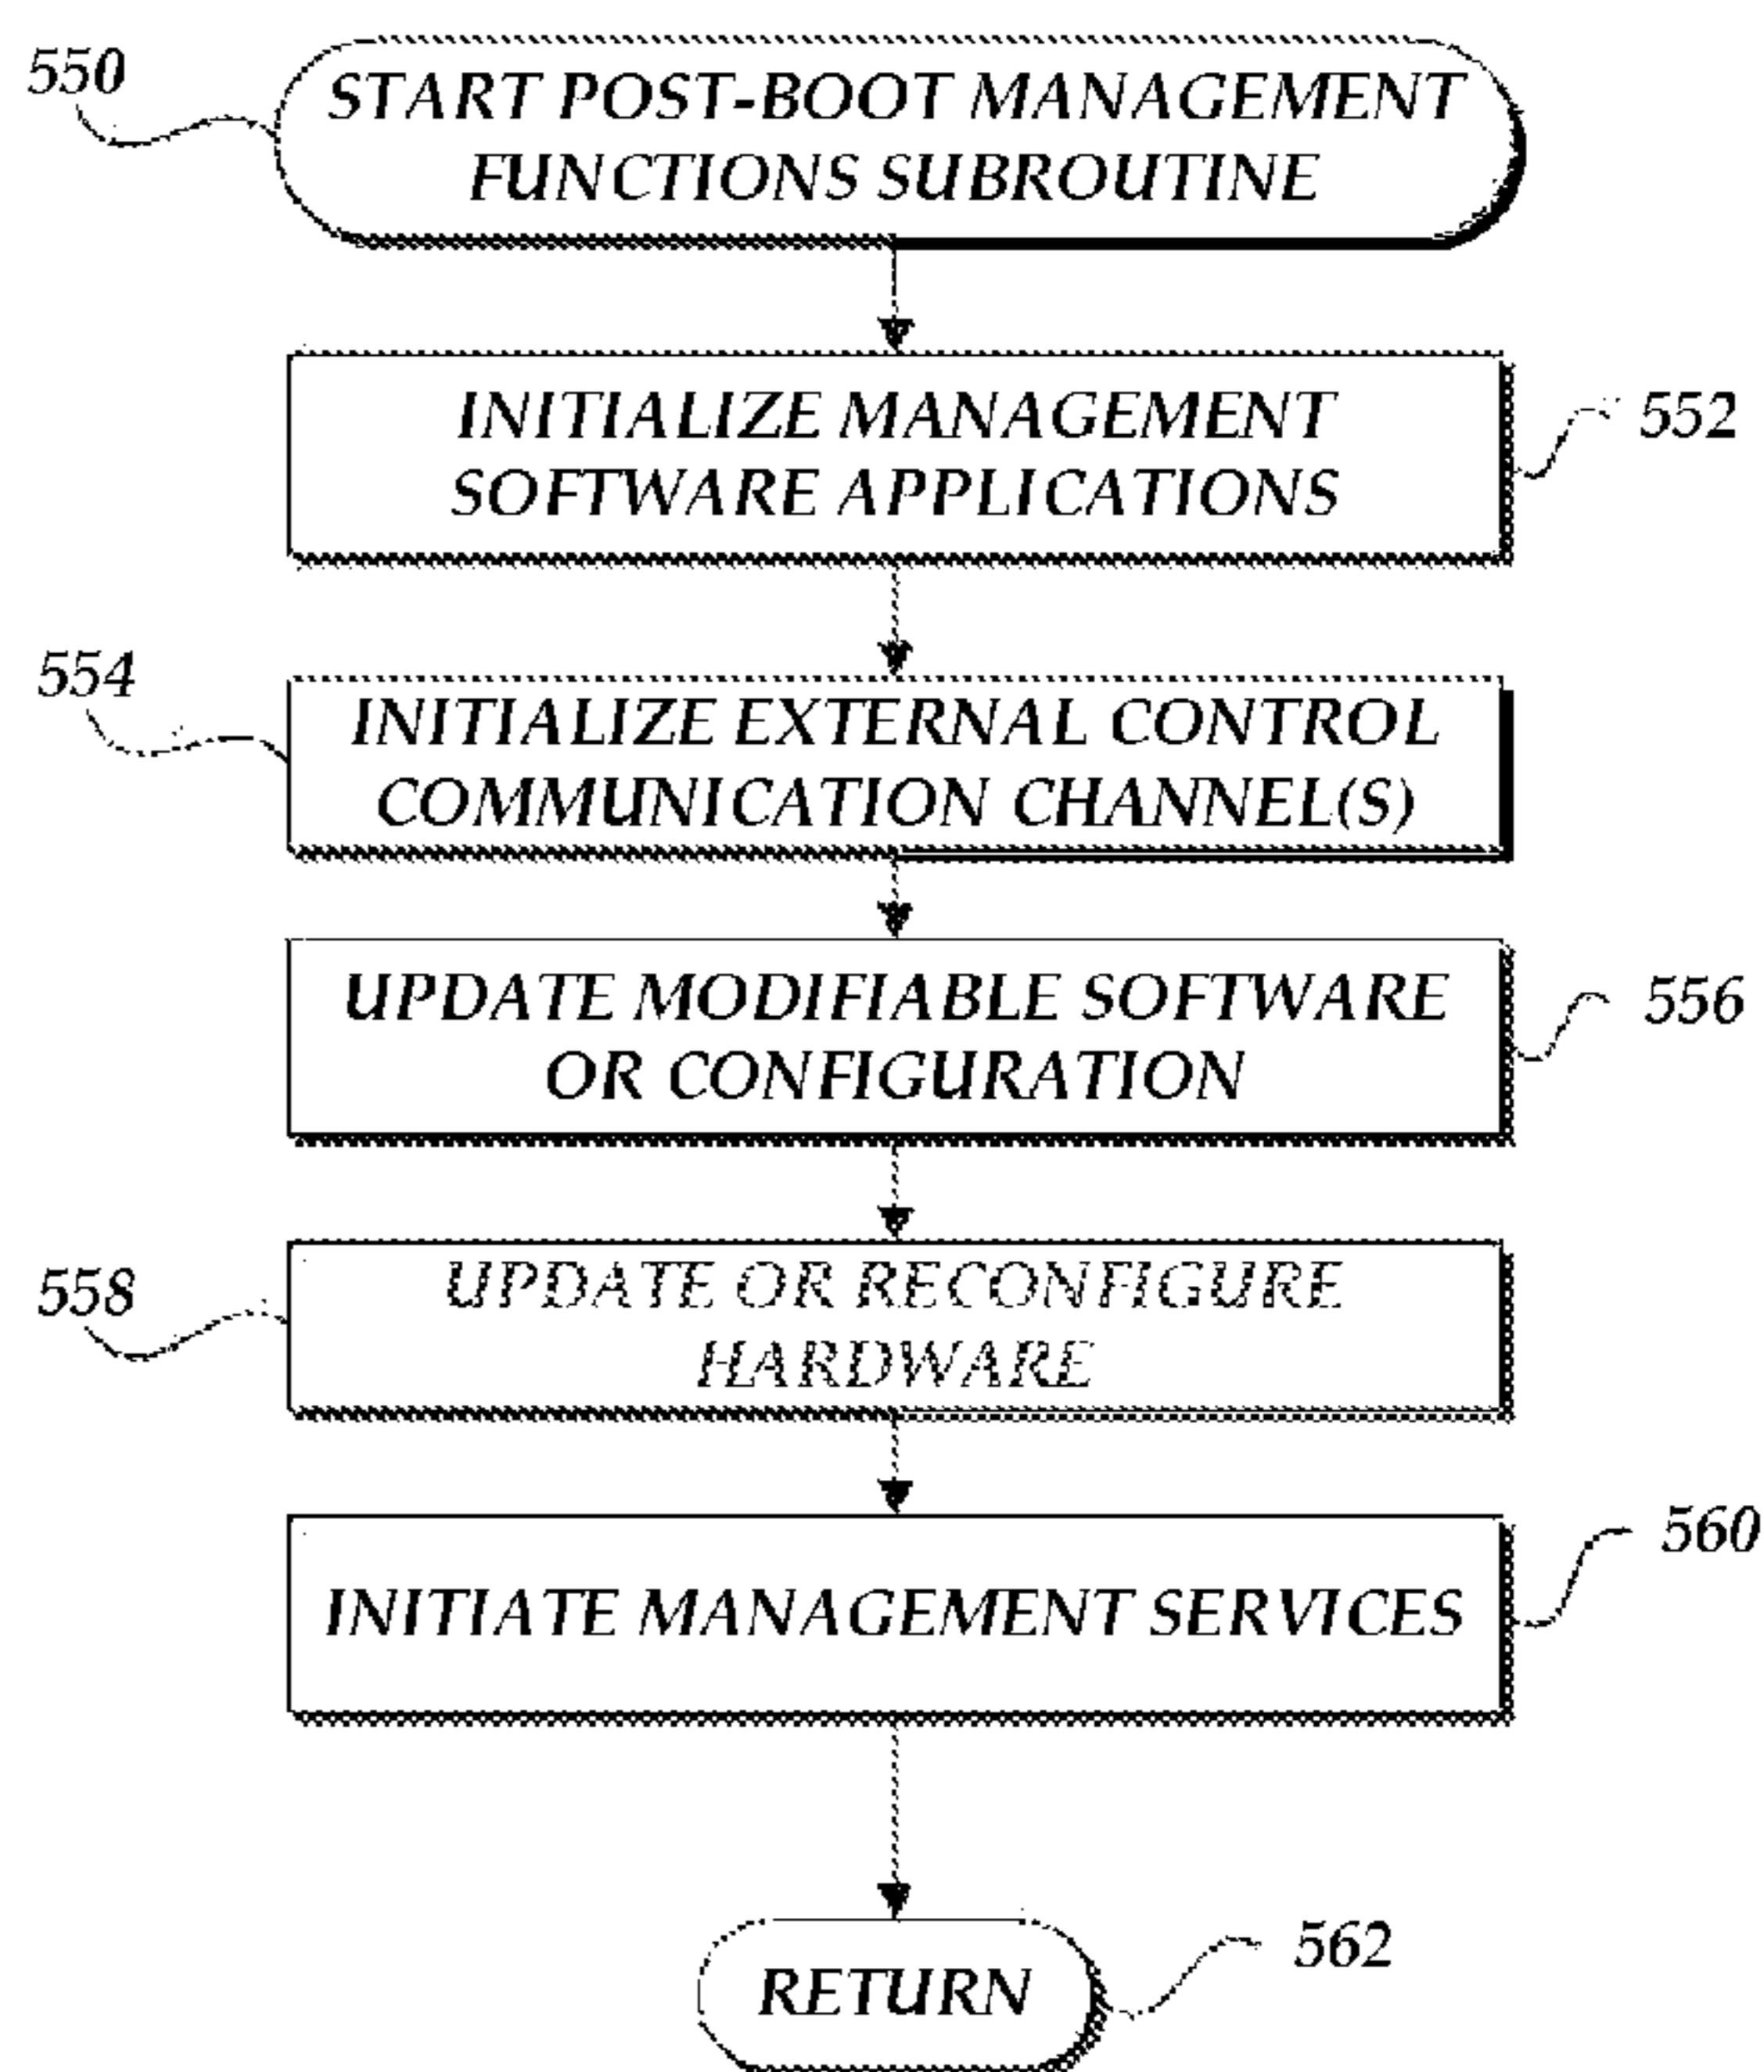 550
START POST-BOOT MANAGEMENT
FUNCTIONS SUBROUTINE
INITIALIZE MANAGEMENT
SOFTWARE APPLICATIONS
552
554
INITIALIZE EXTERNAL CONTROL
COMMUNICATION CHANNEL(S)
UPDATE MODIFIABLE SOFTWARE
OR CONFIGURATION
556
558
UPDATE OR RECONFIGURE
HARDWARE
INITIATE MANAGEMENT SERVICES
560
RETURN
562